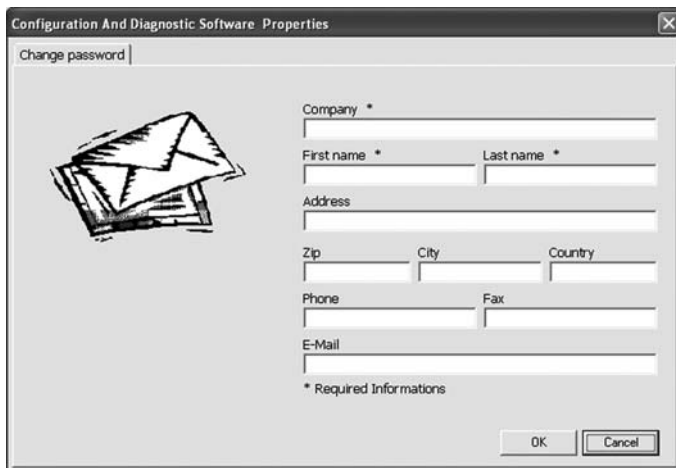 Configuration And Diagnostic Software Properties
Change password
Company *
First name * Last name *
Address
Zip City Country
Phone Fax
E-Mail
* Required Informations
OK Cancel